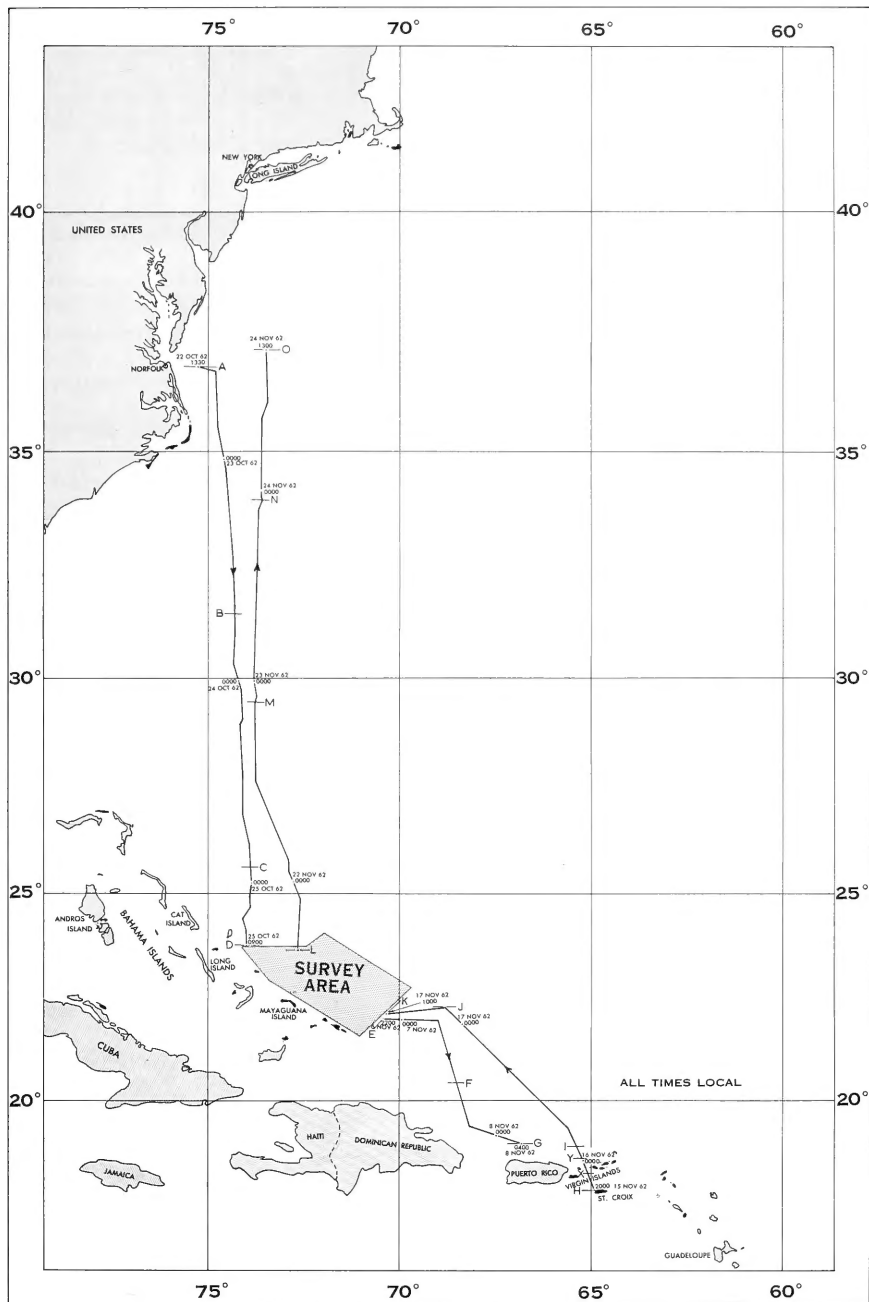 75°
70°
65°
60°
NEW YORK
LONG ISLAND
40°
40°
UNITED STATES
24 NOV 62
1300
O
22 OCT 62
1330
A
NORFOLK
35°
35°
0000
23 OCT 62
24 NOV 62
0000
N
B
30°
30°
0000
24 OCT 62
23 NOV 62
0000
M
C
22 NOV 62
0000
0000
25 OCT 62
25°
25°
ANDROS
ISLAND
BAHAMA ISLANDS
CAT
ISLAND
LONG
ISLAND
25 OCT 62
0900
D
L
SURVEY
AREA
MAYAGUANA
ISLAND
K
17 NOV 62
1000
J
17 NOV 62
0000
6 NOV 62
0000
7 NOV 62
E
CUBA
F
ALL TIMES LOCAL
20°
20°
8 NOV 62
0000
G
0400
8 NOV 62
HAITI
DOMINICAN REPUBLIC
I
Y
16 NOV 62
0000
X
JAMAICA
PUERTO RICO
VIRGIN ISLANDS
H
2000 15 NOV 62
ST. CROIX
GUADELOUPE
75°
70°
65°
60°